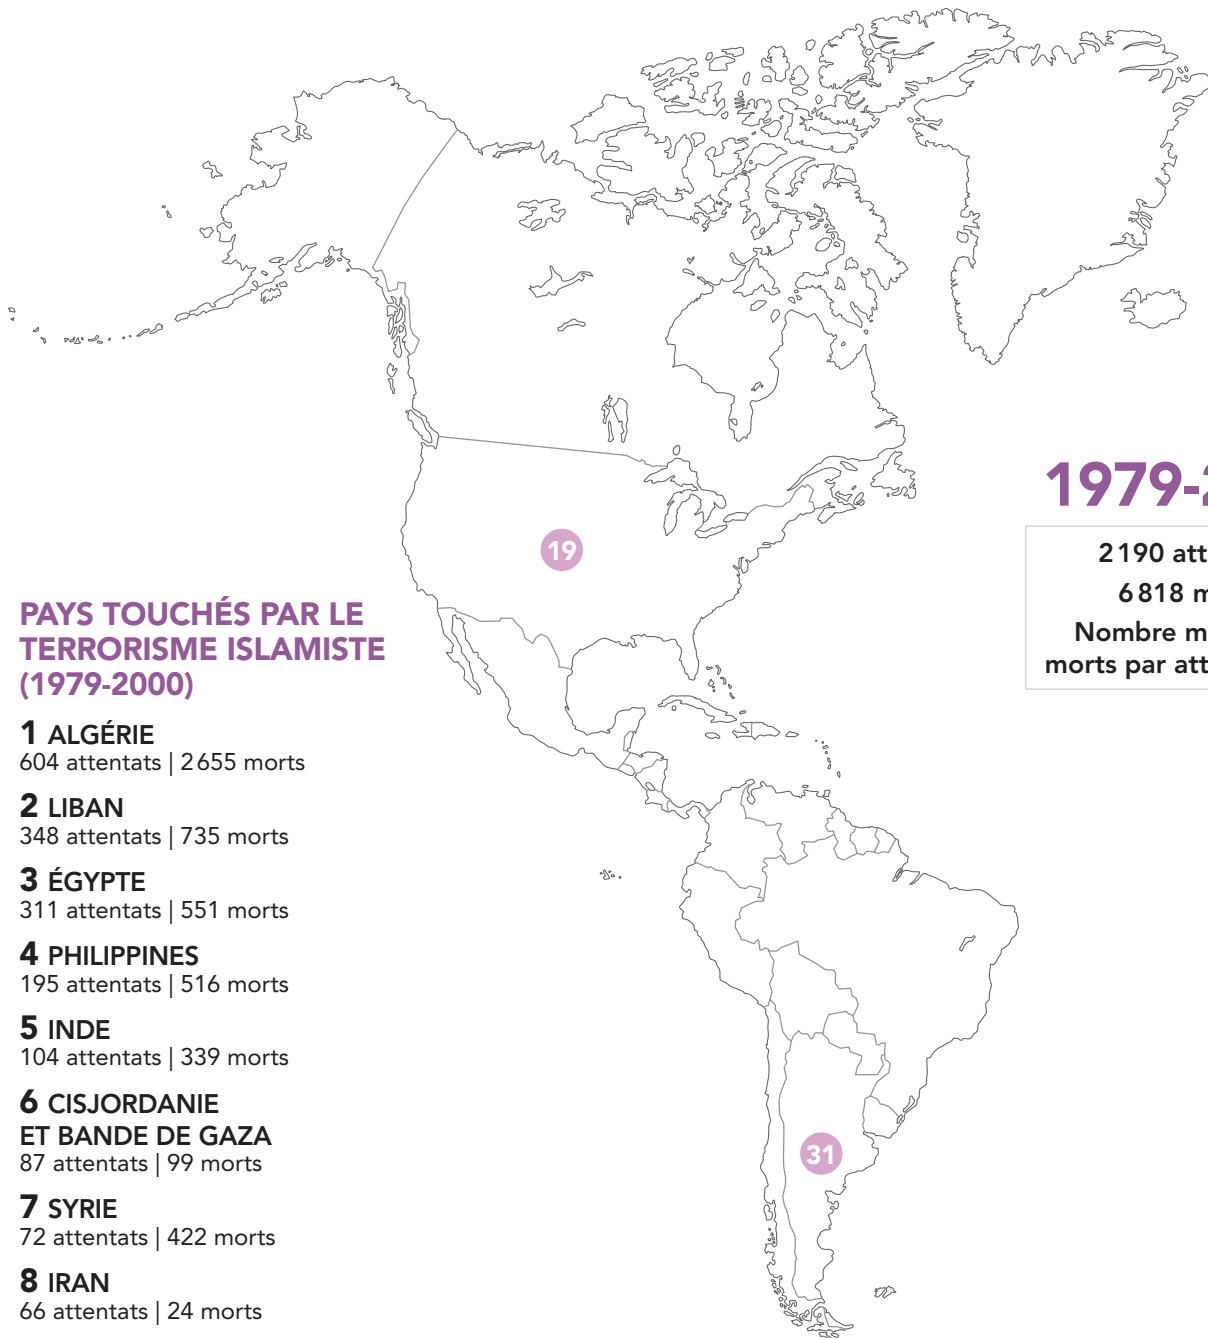 19
1979-2
2 190 att
6 818 m
Nombre m
morts par att
PAYS TOUCHÉS PAR LE
TERRORISME ISLAMISTE
(1979-2000)
1 ALGÉRIE
604 attentats | 2 655 morts
2 LIBAN
348 attentats | 735 morts
3 ÉGYPTE
311 attentats | 551 morts
4 PHILIPPINES
195 attentats | 516 morts
5 INDE
104 attentats | 339 morts
6 CISJORDANIE
ET BANDE DE GAZA
87 attentats | 99 morts
7 SYRIE
72 attentats | 422 morts
8 IRAN
66 attentats | 24 morts
31